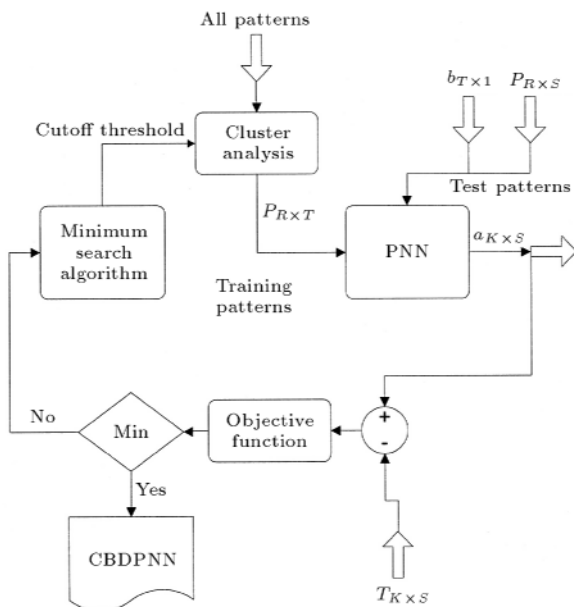 All patterns
b_{T×1} P_{R×S}
Cutoff threshold
Cluster
analysis
Test patterns
P_{R×T}
Minimum
search
algorithm
PNN
a_{K×S}
Training
patterns
No
Min
Objective
function
+
-
Yes
CBDPNN
T_{K×S}